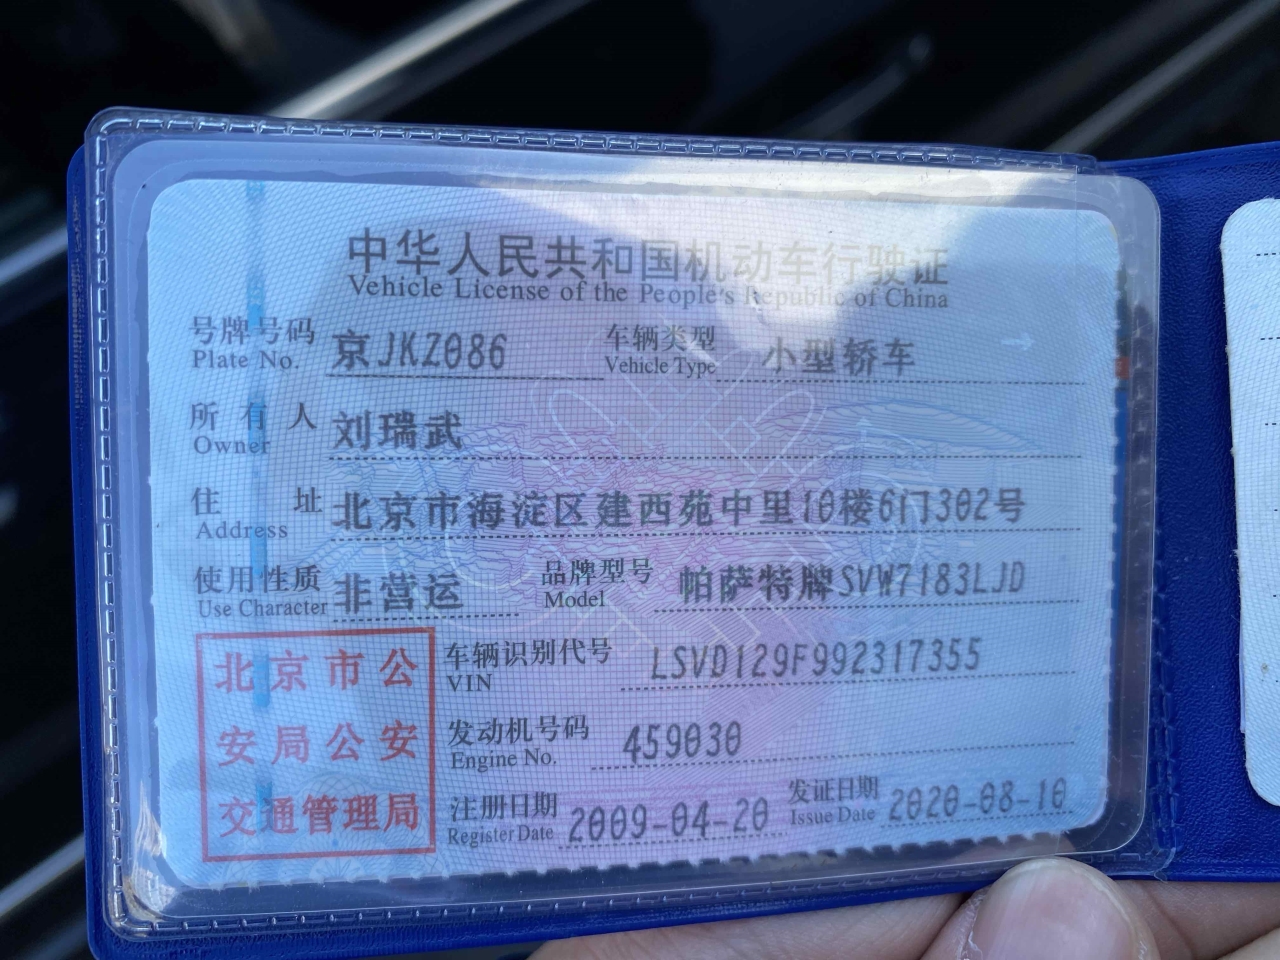 中华人民共和国机动车行驶证
Vehicle License of the People's Republic of China
号牌号码 京JKZ086 车辆类型 小型轿车
Plate No. Vehicle Type
所有人 刘瑞武
Owner
住址 北京市海淀区建西苑中里10楼6门302号
Address
使用性质 非营运 品牌型号 帕萨特牌SVW7183LJD
Use Character Model
北京市公
安局公安
交通管理局
车辆识别代号 LSVD129F992317355
VIN
发动机号码 459030
Engine No.
注册日期 2009-04-20 发证日期 2020-08-10
Register Date Issue Date